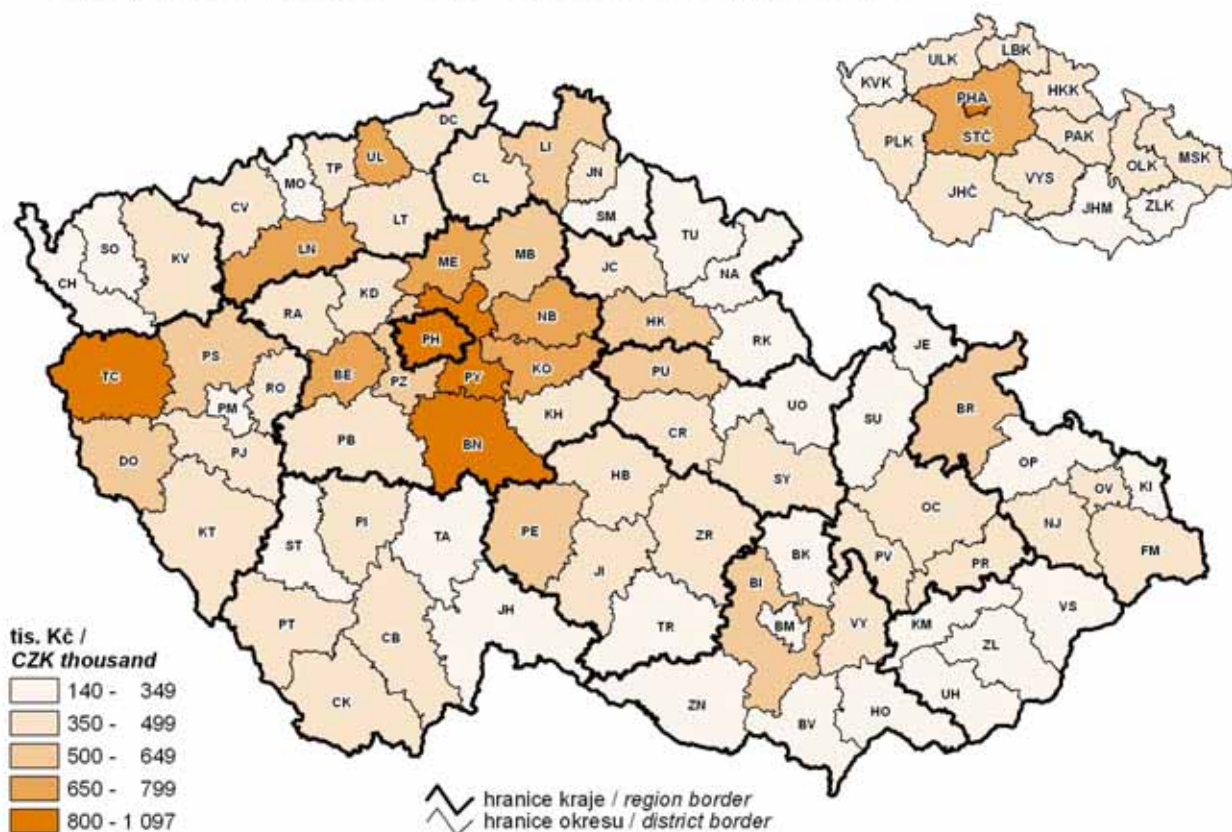 ULK LBK
KVK HKK
PHA
STČ PAK
PLK OLK MSK
VYS
JHČ JHM ZLK
DC
UL LI
TP JN
MO CL
CV LT SM
SO TU
LN ME MB
KV JC NA
CH KD
RA NB HK
PH RK JE
PS
TC BE PZ PY KO PU
RO
PM UO SU BR
KH
PB BN CR
DO PJ OP
HB SY OV KI
OC
KT ST PI TA PE ZR NJ
BK PV PR FM
JI BI
PT JH TR BM VY KM VS
CB ZL
CK ZN UH
BV HO
tis. Kč /
CZK thousand
140 - 349
350 - 499
500 - 649
650 - 799
800 - 1 097
hranice kraje / region border
hranice okresu / district border